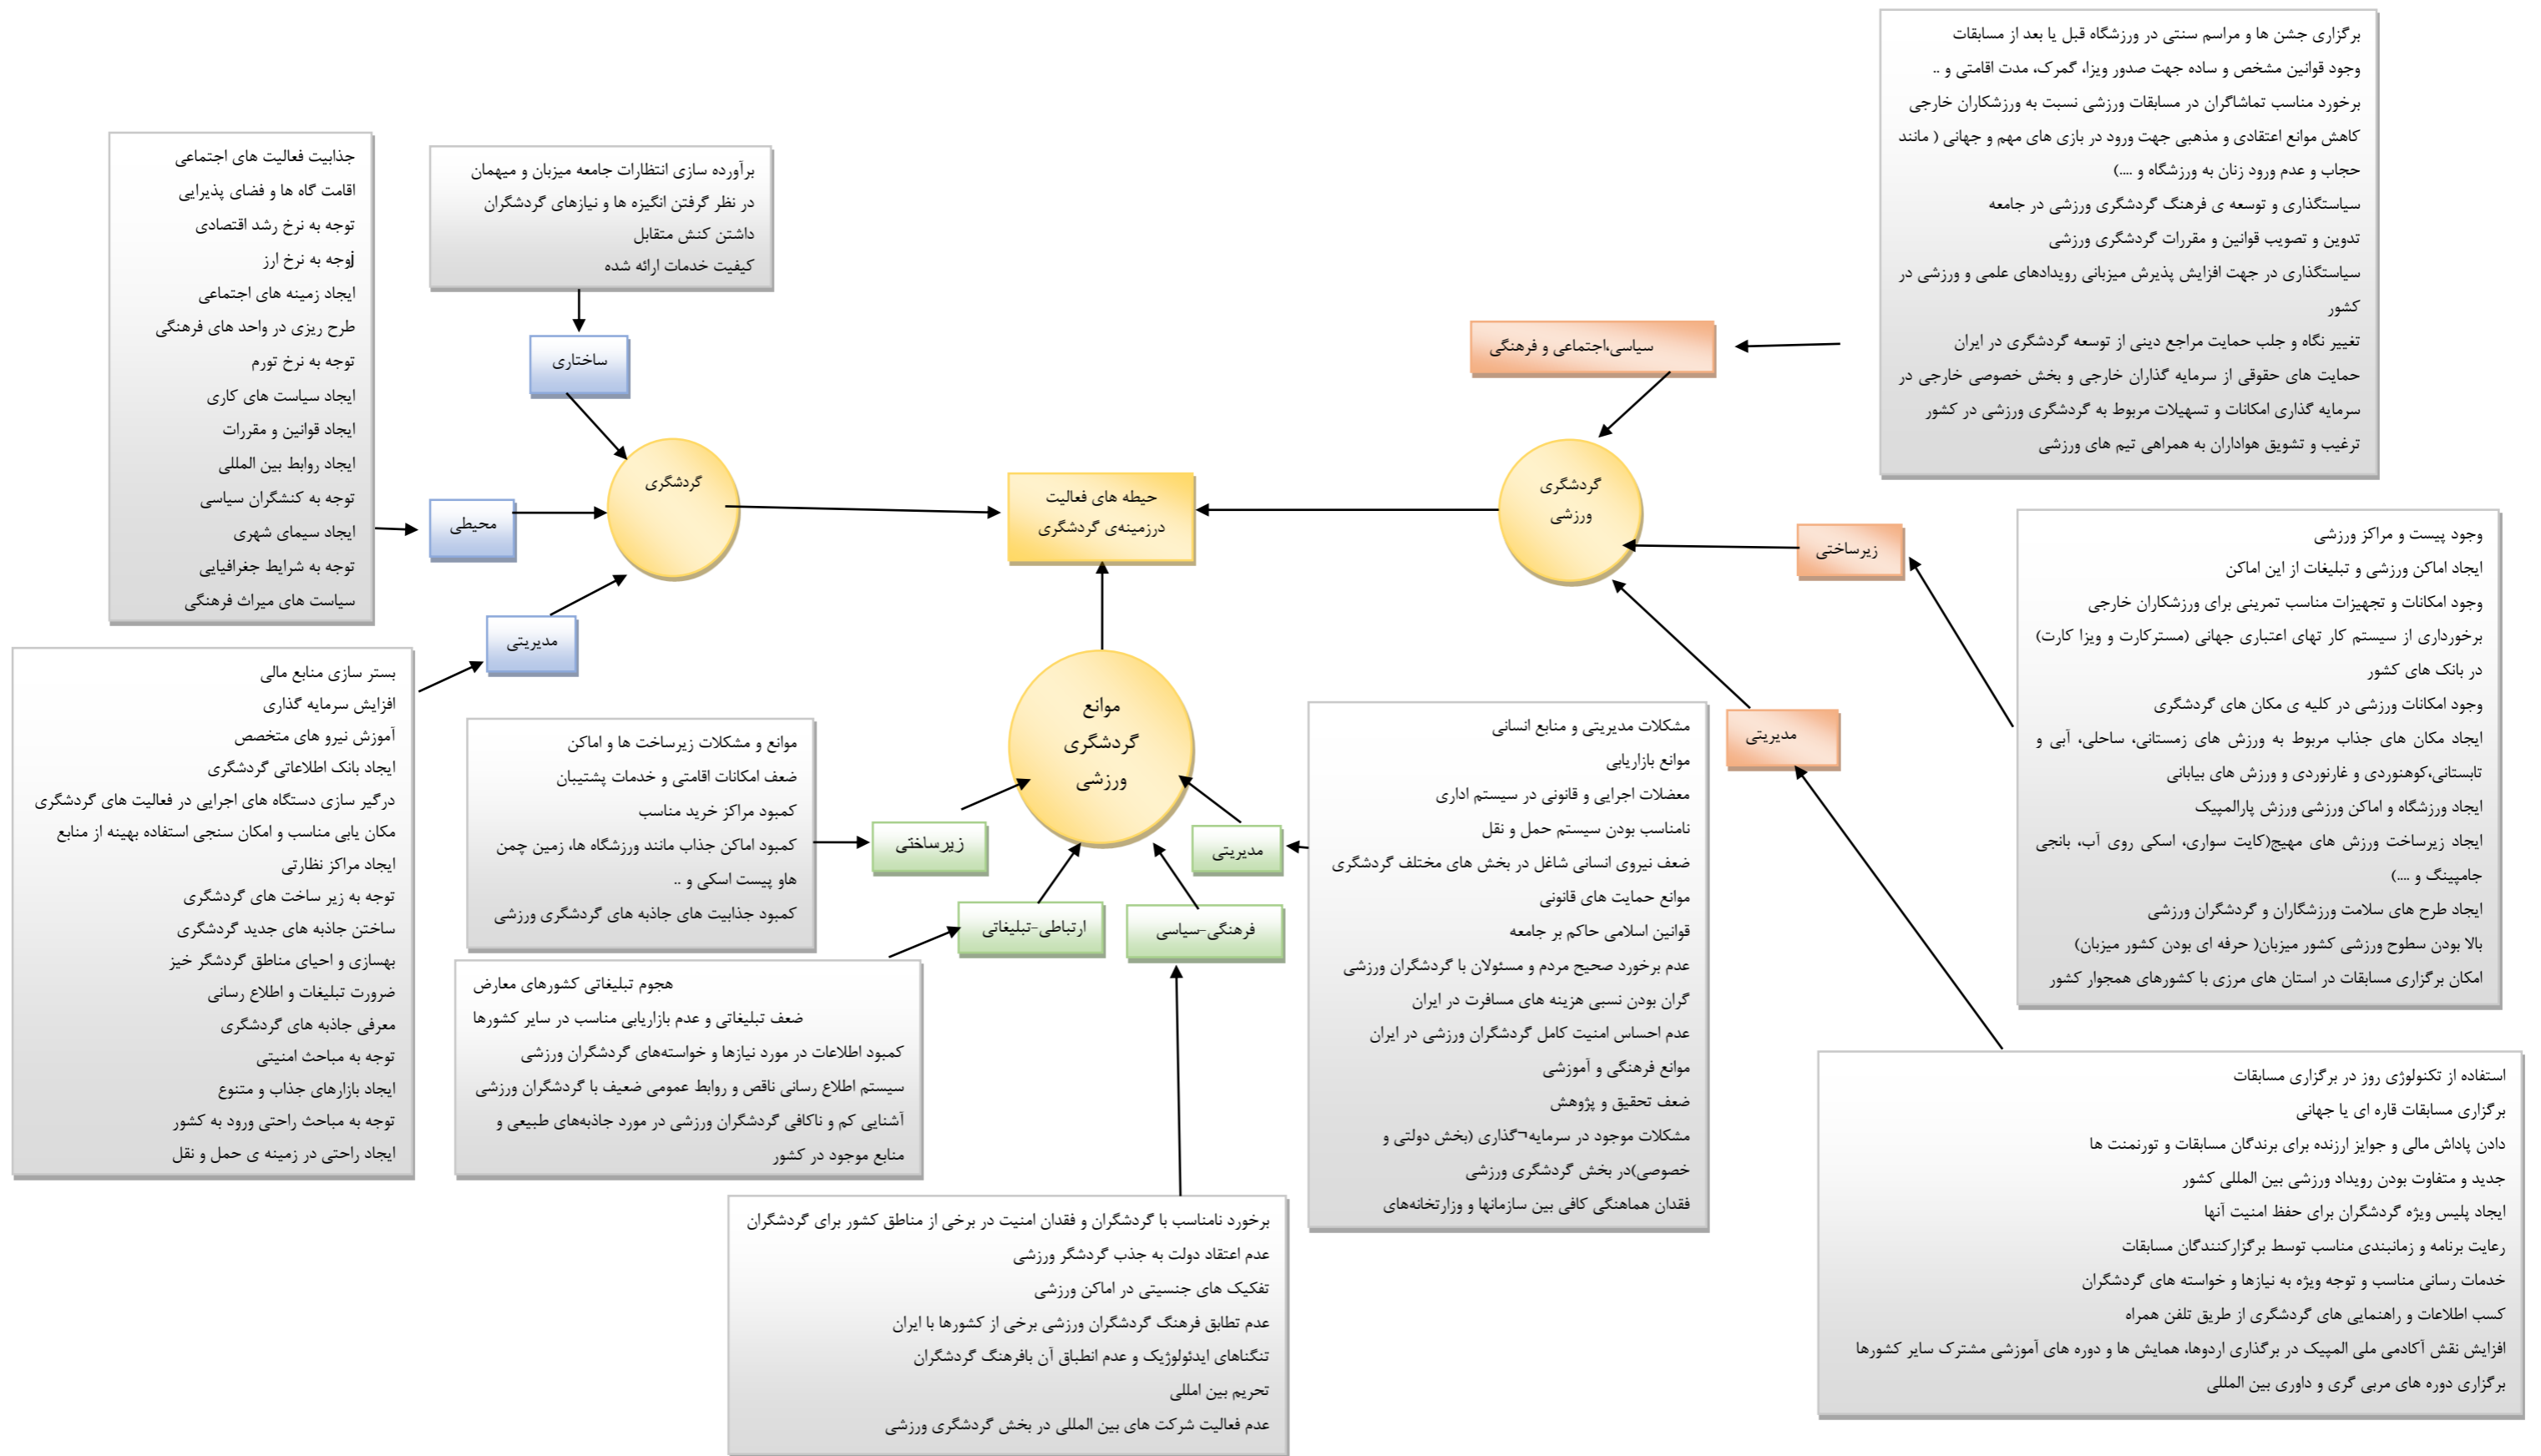 برگزاری جشن ها و مراسم سنتی در ورزشگاه قبل یا بعد از مسابقات
وجود قوانین مشخص و ساده جهت صدور ویزا، گمرک، مدت اقامتی و ..
برخورد مناسب تماشاگران در مسابقات ورزشی نسبت به ورزشکاران خارجی
کاهش موانع اعتقادی و مذهبی جهت ورود در بازی های مهم و جهانی ( مانند
حجاب و عدم ورود زنان به ورزشگاه و ....)
سیاستگذاری و توسعه ی فرهنگ گردشگری ورزشی در جامعه
تدوین و تصویب قوانین و مقررات گردشگری ورزشی
سیاستگذاری در جهت افزایش پذیرش میزبانی رویدادهای علمی و ورزشی در
کشور
تغییر نگاه و جلب حمایت مراجع دینی از توسعه گردشگری در ایران
حمایت های حقوقی از سرمایه گذاران خارجی و بخش خصوصی خارجی در
سرمایه گذاری امکانات و تسهیلات مربوط به گردشگری ورزشی در کشور
ترغیب و تشویق هواداران به همراهی تیم های ورزشی
سیاسی،اجتماعی و فرهنگی
برآورده سازی انتظارات جامعه میزبان و میهمان
در نظر گرفتن انگیزه ها و نیازهای گردشگران
داشتن کنش متقابل
کیفیت خدمات ارائه شده
ساختاری
جذابیت فعالیت های اجتماعی
اقامت گاه ها و فضای پذیرایی
توجه به نرخ رشد اقتصادی
jوجه به نرخ ارز
ایجاد زمینه های اجتماعی
طرح ریزی در واحد های فرهنگی
توجه به نرخ تورم
ایجاد سیاست های کاری
ایجاد قوانین و مقررات
ایجاد روابط بین المللی
توجه به کنشگران سیاسی
ایجاد سیمای شهری
توجه به شرایط جغرافیایی
سیاست های میراث فرهنگی
محیطی
گردشگری
حیطه های فعالیت
درزمینه‌ی گردشگری
گردشگری
ورزشی
زیرساختی
وجود پیست و مراکز ورزشی
ایجاد اماکن ورزشی و تبلیغات از این اماکن
وجود امکانات و تجهیزات مناسب تمرینی برای ورزشکاران خارجی
برخورداری از سیستم کار تهای اعتباری جهانی (مسترکارت و ویزا کارت)
در بانک های کشور
وجود امکانات ورزشی در کلیه ی مکان های گردشگری
ایجاد مکان های جذاب مربوط به ورزش های زمستانی، ساحلی، آبی و
تابستانی،کوهنوردی و غارنوردی و ورزش های بیابانی
ایجاد ورزشگاه و اماکن ورزشی ورزش پارالمپیک
ایجاد زیرساخت ورزش های مهیج(کایت سواری، اسکی روی آب، بانجی
جامپینگ و ....)
ایجاد طرح های سلامت ورزشگاران و گردشگران ورزشی
بالا بودن سطوح ورزشی کشور میزبان( حرفه ای بودن کشور میزبان)
امکان برگزاری مسابقات در استان های مرزی با کشورهای همجوار کشور
مدیریتی
مدیریتی
بستر سازی منابع مالی
افزایش سرمایه گذاری
آموزش نیرو های متخصص
ایجاد بانک اطلاعاتی گردشگری
درگیر سازی دستگاه های اجرایی در فعالیت های گردشگری
مکان یابی مناسب و امکان سنجی استفاده بهینه از منابع
ایجاد مراکز نظارتی
توجه به زیر ساخت های گردشگری
ساختن جاذبه های جدید گردشگری
بهسازی و احیای مناطق گردشگر خیز
ضرورت تبلیغات و اطلاع رسانی
معرفی جاذبه های گردشگری
توجه به مباحث امنیتی
ایجاد بازارهای جذاب و متنوع
توجه به مباحث راحتی ورود به کشور
ایجاد راحتی در زمینه ی حمل و نقل
موانع
گردشگری
ورزشی
موانع و مشکلات زیرساخت ها و اماکن
ضعف امکانات اقامتی و خدمات پشتیبان
کمبود مراکز خرید مناسب
کمبود اماکن جذاب مانند ورزشگاه ها، زمین چمن
هاو پیست اسکی و ..
کمبود جذابیت های جاذبه های گردشگری ورزشی
زیرساختی
مدیریتی
ارتباطی-تبلیغاتی
فرهنگی-سیاسی
مشکلات مدیریتی و منابع انسانی
موانع بازاریابی
معضلات اجرایی و قانونی در سیستم اداری
نامناسب بودن سیستم حمل و نقل
ضعف نیروی انسانی شاغل در بخش های مختلف گردشگری
موانع حمایت های قانونی
قوانین اسلامی حاکم بر جامعه
عدم برخورد صحیح مردم و مسئولان با گردشگران ورزشی
گران بودن نسبی هزینه های مسافرت در ایران
عدم احساس امنیت کامل گردشگران ورزشی در ایران
موانع فرهنگی و آموزشی
ضعف تحقیق و پژوهش
مشکلات موجود در سرمایه¬گذاری (بخش دولتی و
خصوصی)در بخش گردشگری ورزشی
فقدان هماهنگی کافی بین سازمانها و وزارتخانه‌های
هجوم تبلیغاتی کشورهای معارض
ضعف تبلیغاتی و عدم بازاریابی مناسب در سایر کشورها
کمبود اطلاعات در مورد نیازها و خواسته‌های گردشگران ورزشی
سیستم اطلاع رسانی ناقص و روابط عمومی ضعیف با گردشگران ورزشی
آشنایی کم و ناکافی گردشگران ورزشی در مورد جاذبه‌های طبیعی و
منابع موجود در کشور
برخورد نامناسب با گردشگران و فقدان امنیت در برخی از مناطق کشور برای گردشگران
عدم اعتقاد دولت به جذب گردشگر ورزشی
تفکیک های جنسیتی در اماکن ورزشی
عدم تطابق فرهنگ گردشگران ورزشی برخی از کشورها با ایران
تنگناهای ایدئولوژیک و عدم انطباق آن بافرهنگ گردشگران
تحریم بین امللی
عدم فعالیت شرکت های بین المللی در بخش گردشگری ورزشی
استفاده از تکنولوژی روز در برگزاری مسابقات
برگزاری مسابقات قاره ای یا جهانی
دادن پاداش مالی و جوایز ارزنده برای برندگان مسابقات و تورنمنت ها
جدید و متفاوت بودن رویداد ورزشی بین المللی کشور
ایجاد پلیس ویژه گردشگران برای حفظ امنیت آنها
رعایت برنامه و زمانبندی مناسب توسط برگزارکنندگان مسابقات
خدمات رسانی مناسب و توجه ویژه به نیازها و خواسته های گردشگران
کسب اطلاعات و راهنمایی های گردشگری از طریق تلفن همراه
افزایش نقش آکادمی ملی المپیک در برگذاری اردوها، همایش ها و دوره های آموزشی مشترک سایر کشورها
برگزاری دوره های مربی گری و داوری بین المللی